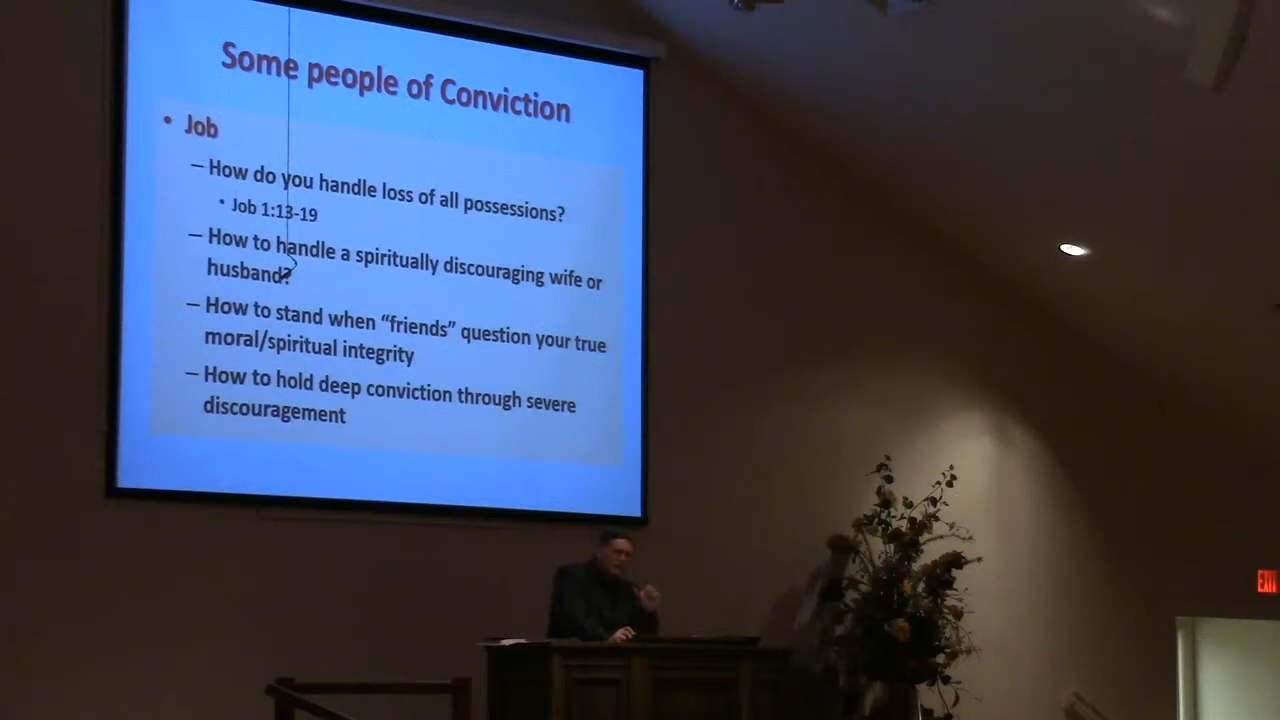 Some people of Conviction
• Job
– How do you handle loss of all possessions?
• Job 1:13-19
– How to handle a spiritually discouraging wife or
husband?
– How to stand when “friends” question your true
moral/spiritual integrity
– How to hold deep conviction through severe
discouragement
EXIT